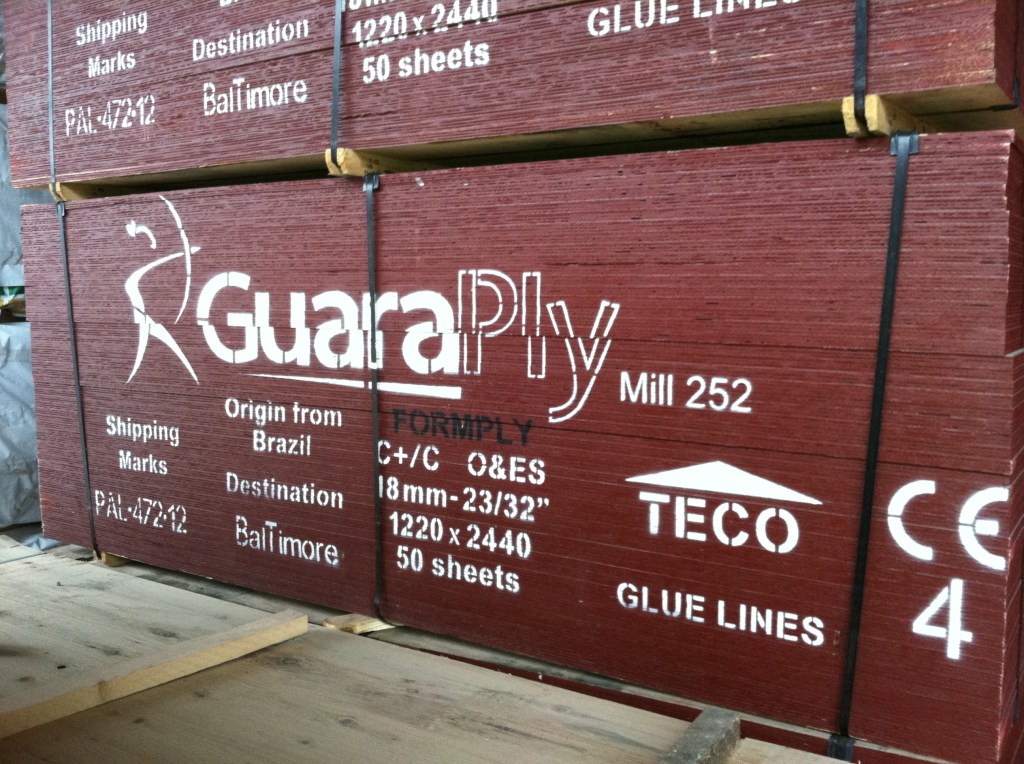 Shipping
Marks
PAL-472-12
Destination
BalTimore
1220 x 2440
50 sheets
GLUE LINES
GuaraPly
Mill 252
Shipping
Marks
PAL-472-12
Origin from
Brazil
Destination
BalTimore
FORMPLY
C+/C O&ES
18mm- 23/32”
1220 x 2440
50 sheets
TECO
GLUE LINES
CE
4